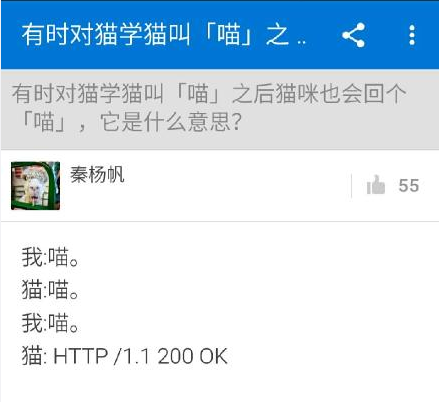 有时对猫学猫叫「喵」之 ..
有时对猫学猫叫「喵」之后猫咪也会回个
「喵」，它是什么意思？
秦杨帆
55
我:喵。
猫:喵。
我:喵。
猫: HTTP /1.1 200 OK